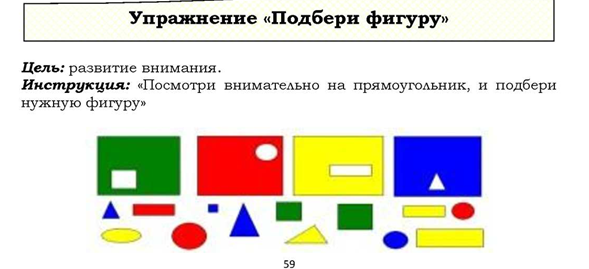 Упражнение «Подбери фигуру»
Цель: развитие внимания.
Инструкция: «Посмотри внимательно на прямоугольник, и подбери
нужную фигуру»
59